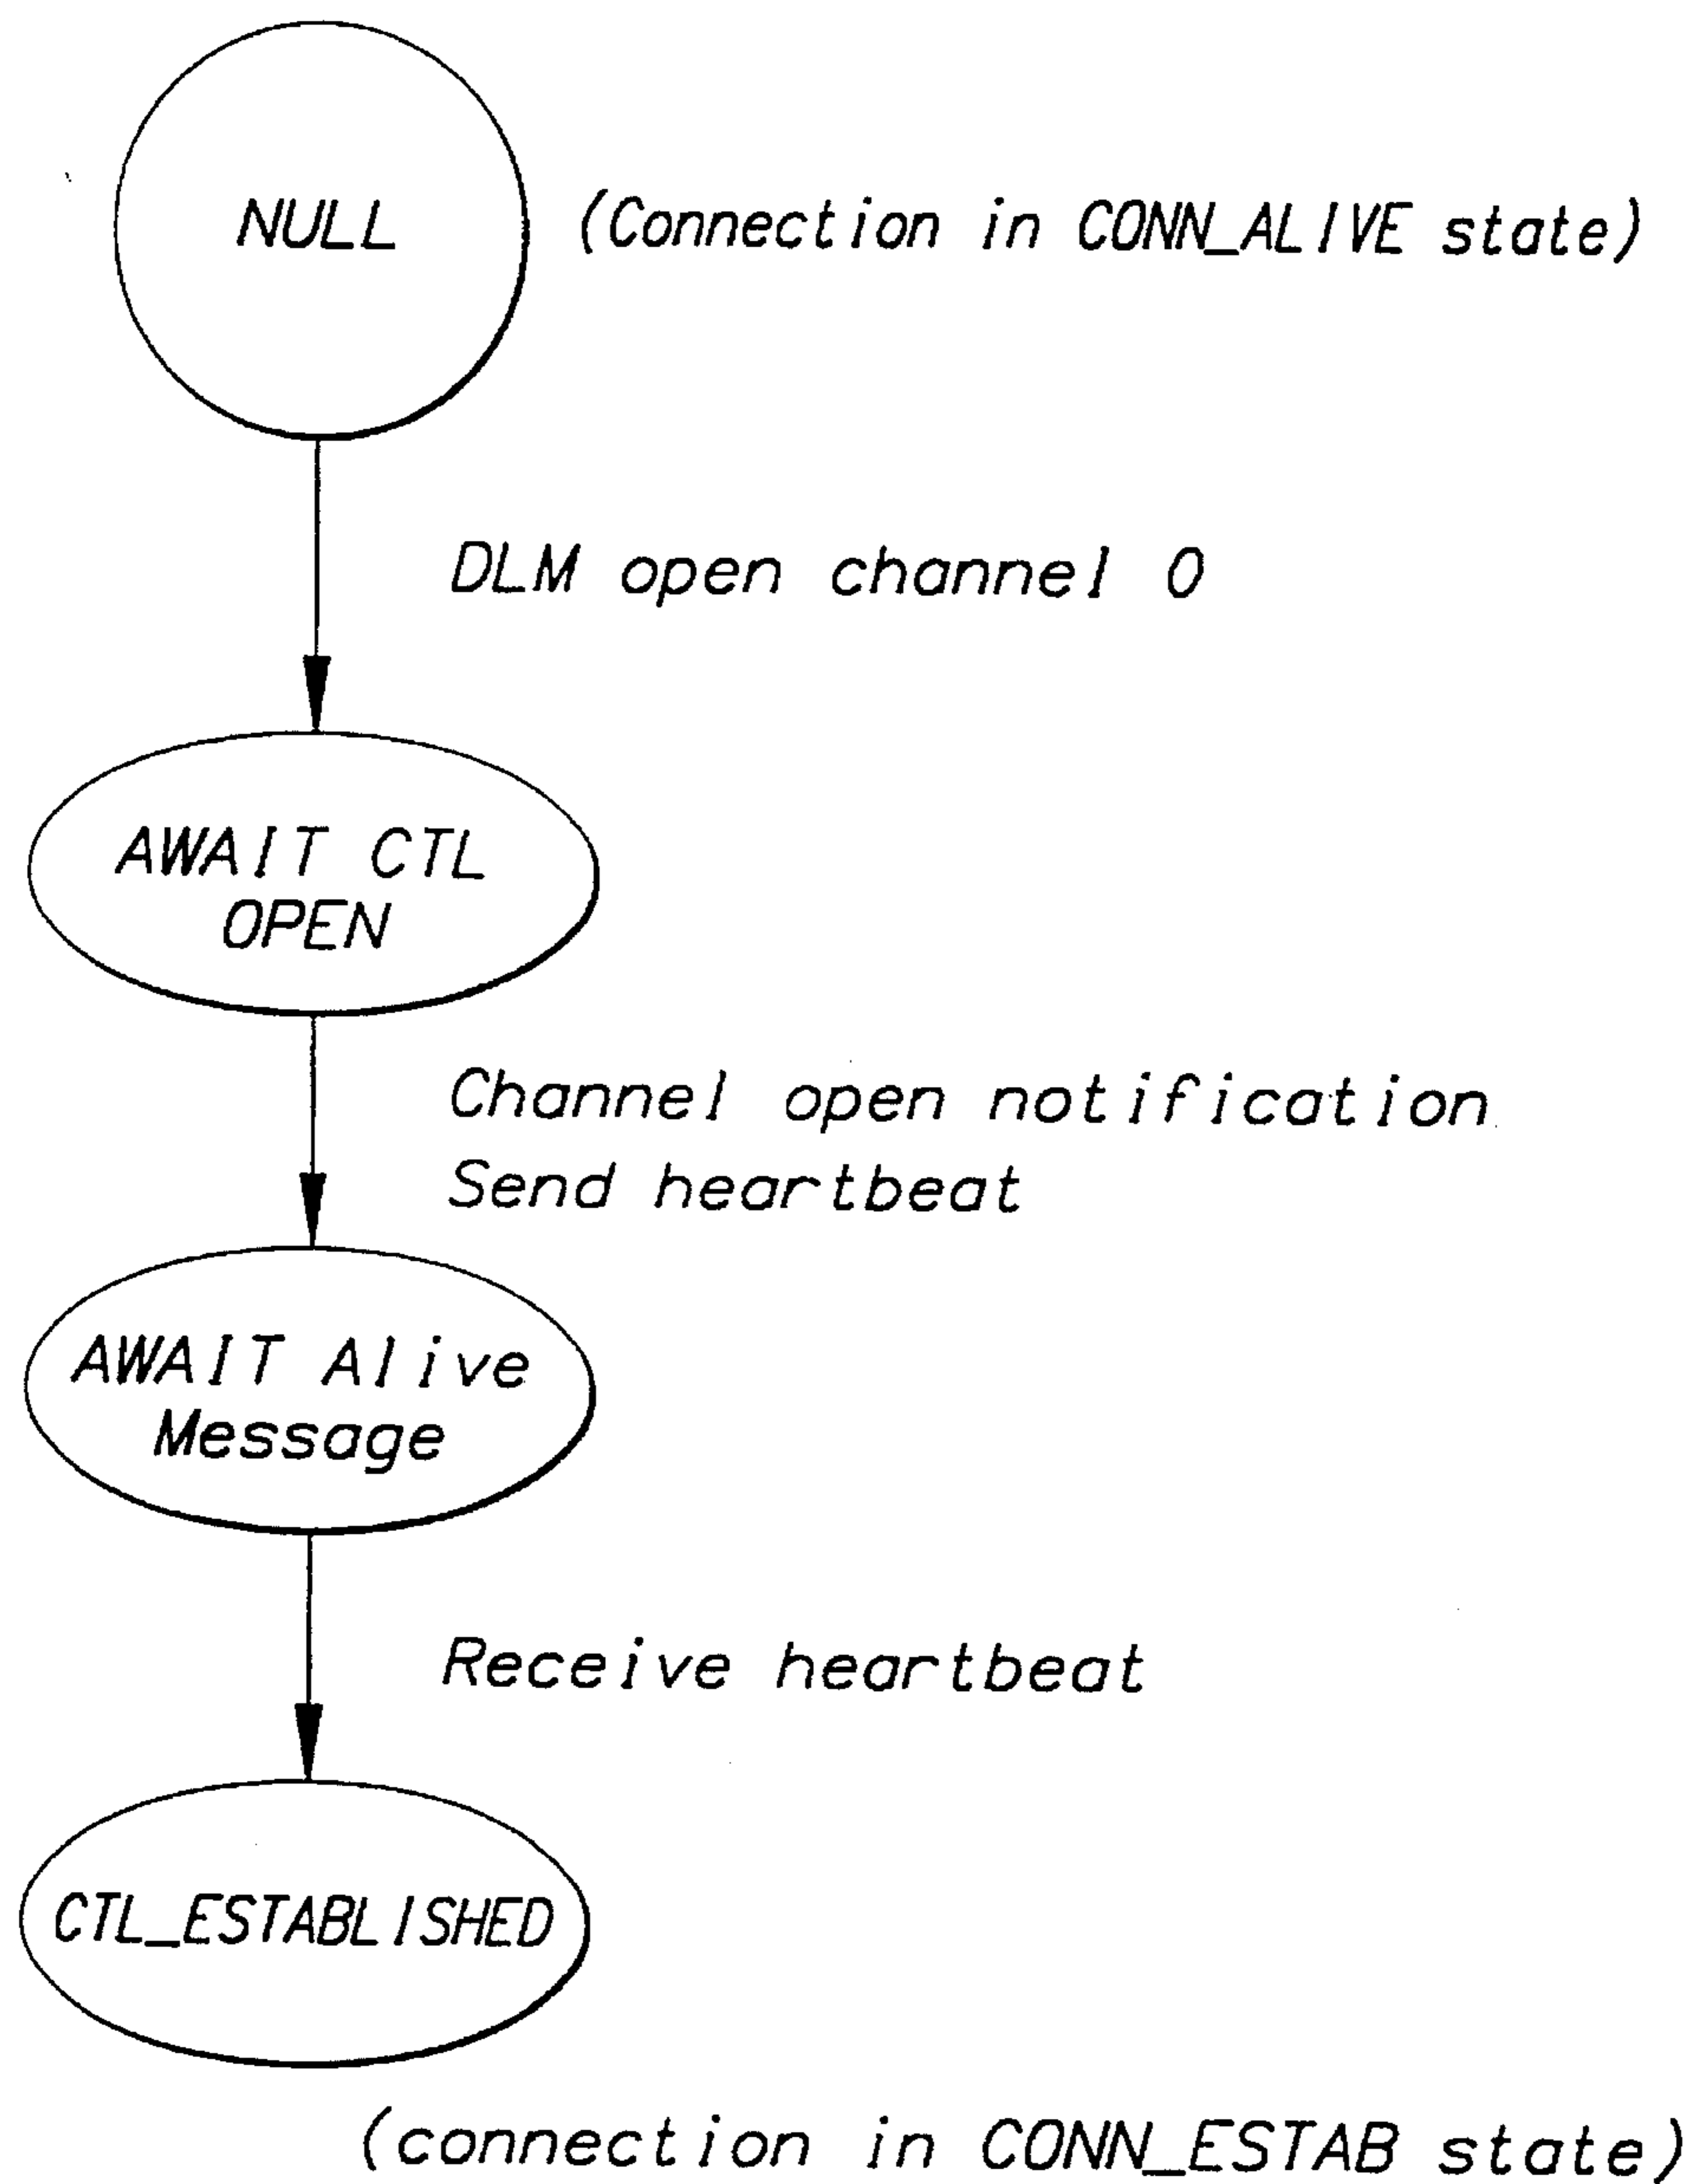 NULL
(Connection in CONN_ALIVE state)
DLM open channel 0
AWAIT CTL
OPEN
Channel open notification
Send heartbeat
AWAIT Alive
Message
Receive heartbeat
CTL_ESTABLISHED
(connection in CONN_ESTAB state)